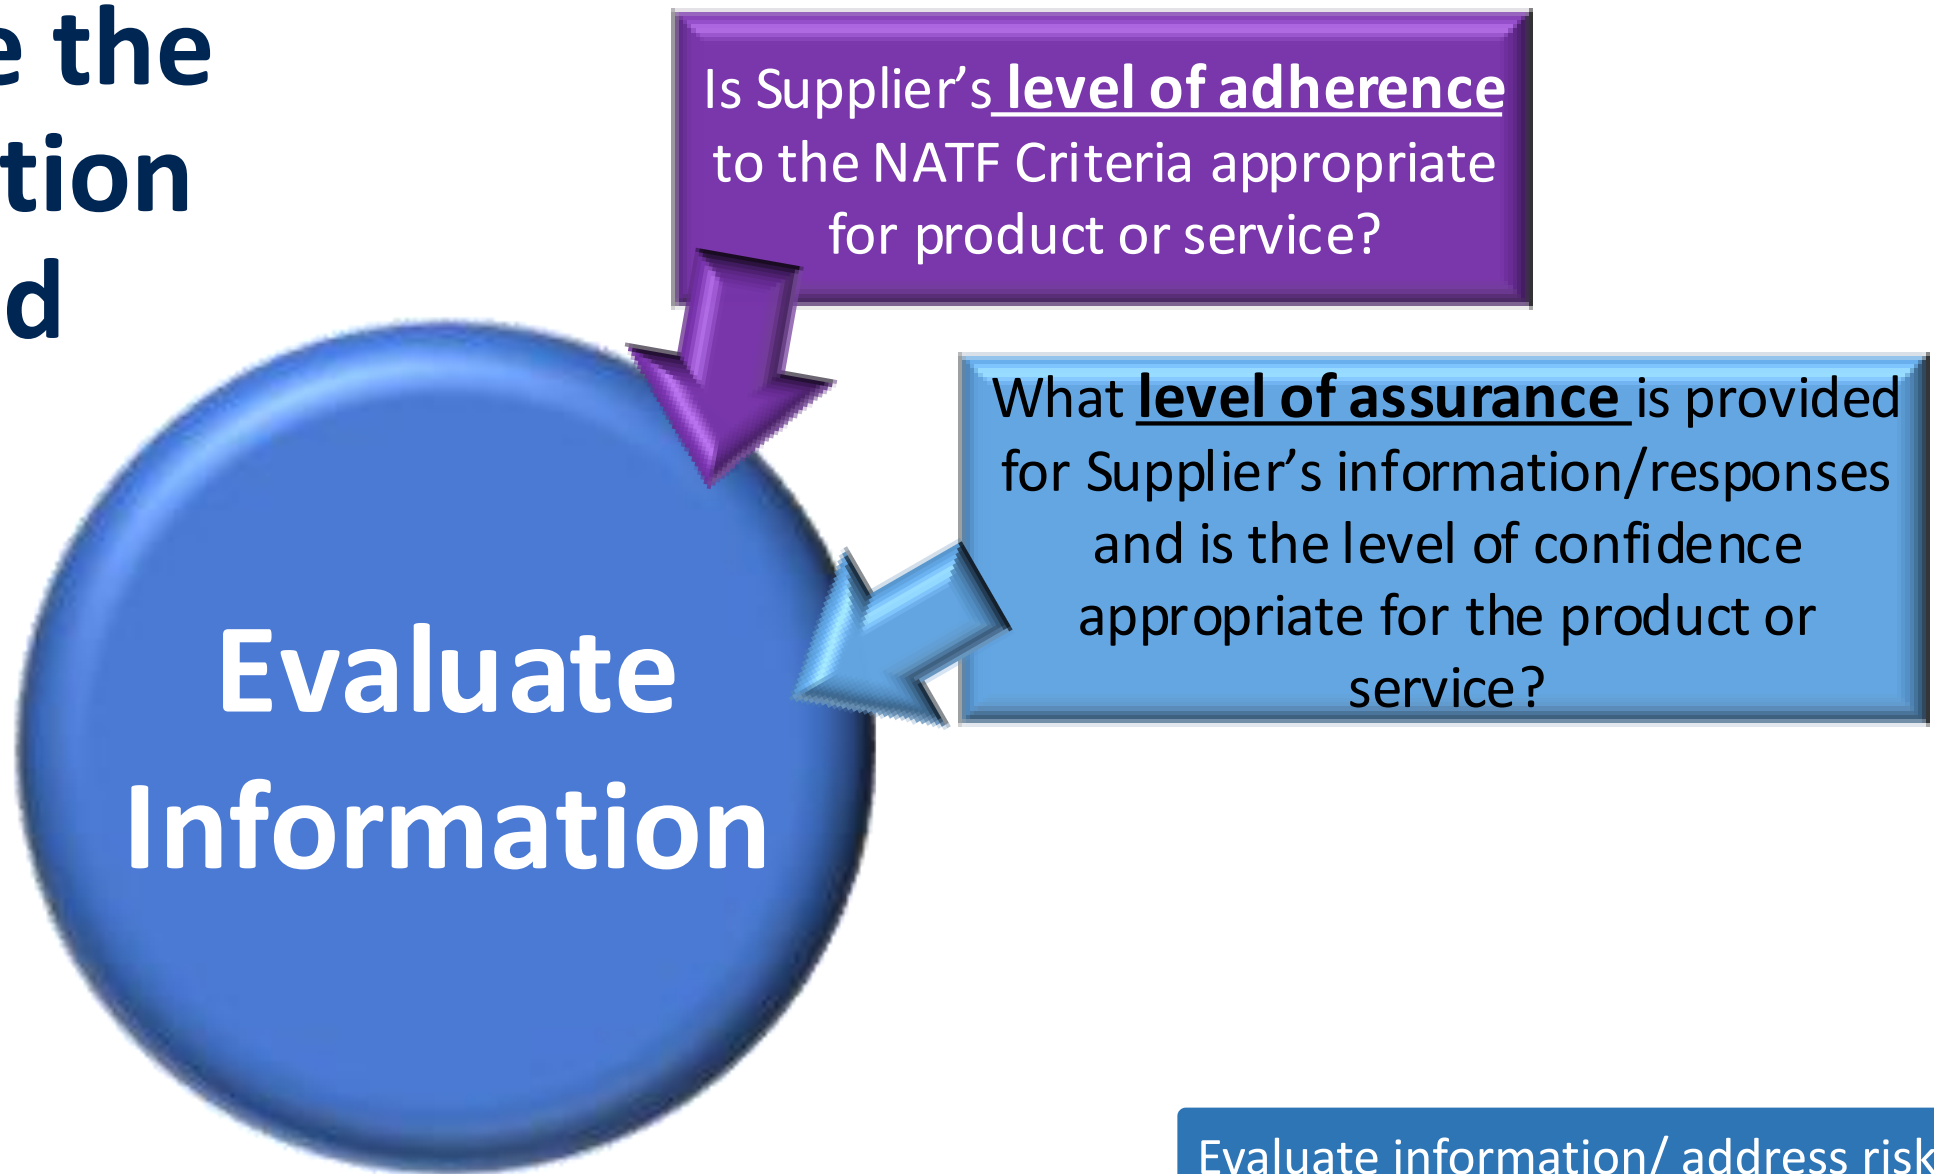 e the
tion
d
Is Supplier’s level of adherence
to the NATF Criteria appropriate
for product or service?
What level of assurance is provided
for Supplier’s information/responses
and is the level of confidence
appropriate for the product or
service?
Evaluate
Information
Evaluate information/ address risk